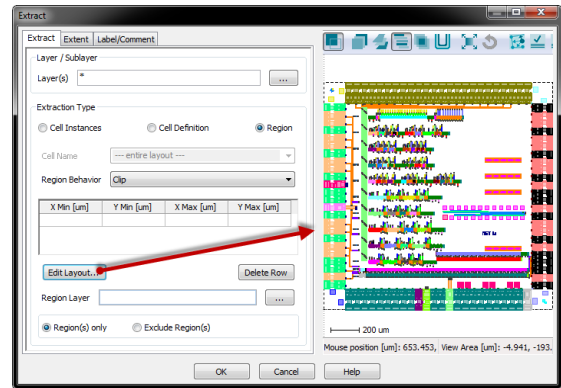 Extract
Extract Extent Label/Comment
Layer / Sublayer
Layer(s) * ...
Extraction Type
Cell Instances Cell Definition Region
Cell Name --- entire layout ---
Region Behavior Clip
X Min [um] Y Min [um] X Max [um] Y Max [um]
Edit Layout... Delete Row
Region Layer ...
Region(s) only Exclude Region(s)
200 um
Mouse position [um]: 653.453, View Area [um]: -4.941, -193.
OK Cancel Help